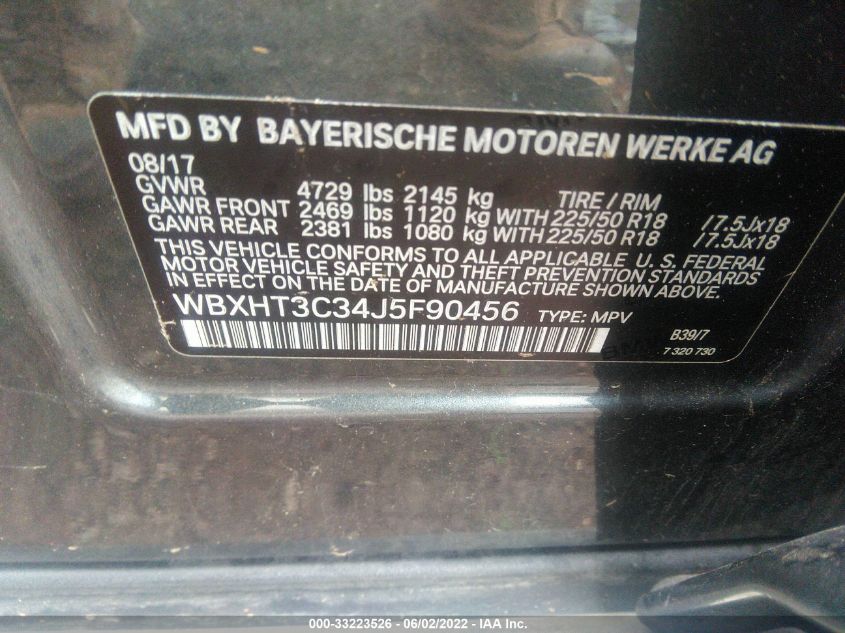 MFD BY BAYERISCHE MOTOREN WERKE AG
08/17
GVWR 4729 lbs 2145 kg TIRE / RIM
GAWR FRONT 2469 lbs 1120 kg WITH 225/50 R18 /7.5Jx18
GAWR REAR 2381 lbs 1080 kg WITH 225/50 R18 /7.5Jx18
THIS VEHICLE CONFORMS TO ALL APPLICABLE U. S. FEDERAL
MOTOR VEHICLE SAFETY AND THEFT PREVENTION STANDARDS
IN EFFECT ON THE DATE OF MANUFACTURE SHOWN ABOVE.
WBXHT3C34J5F90456 TYPE: MPV
B39/7
7 320 730
000-33223526 - 06/02/2022 - IAA Inc.